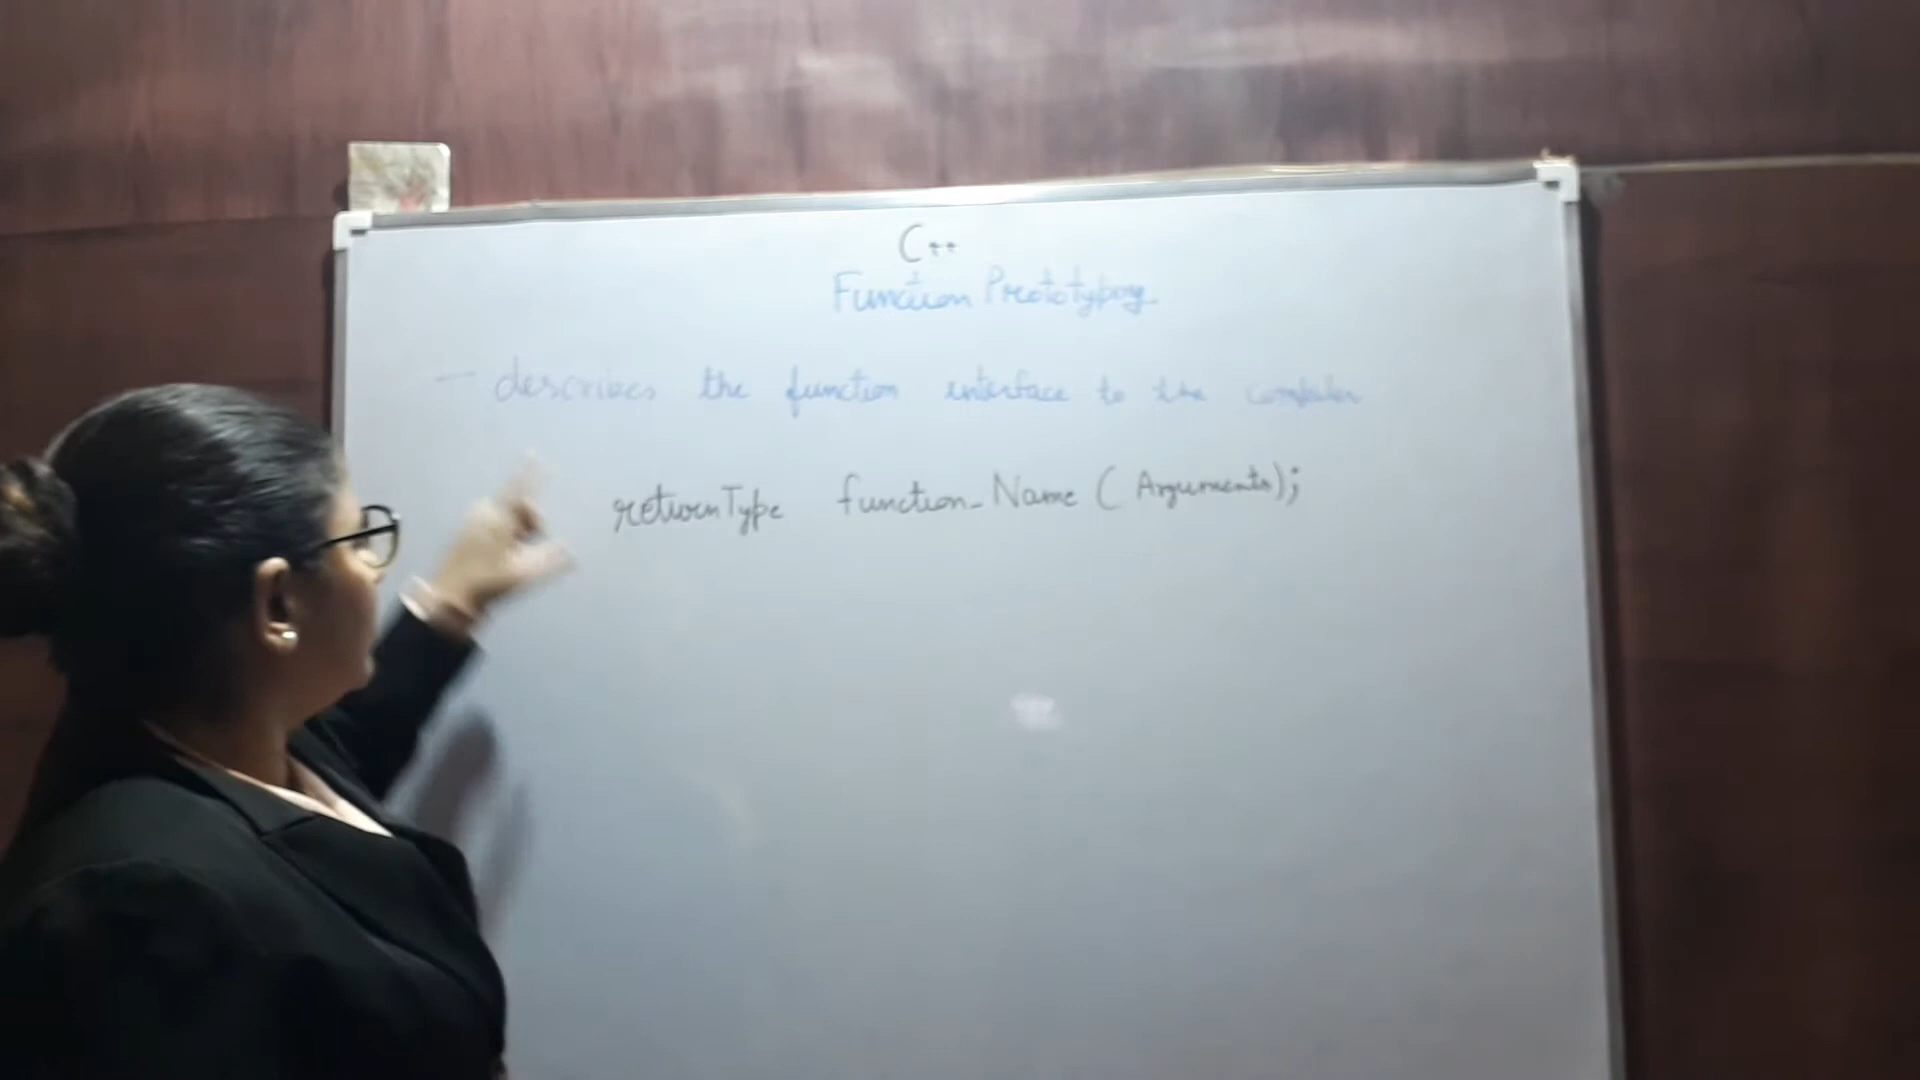 C++
Function Prototyping
- describes the function interface to the compiler
returnType function_Name ( Arguments);